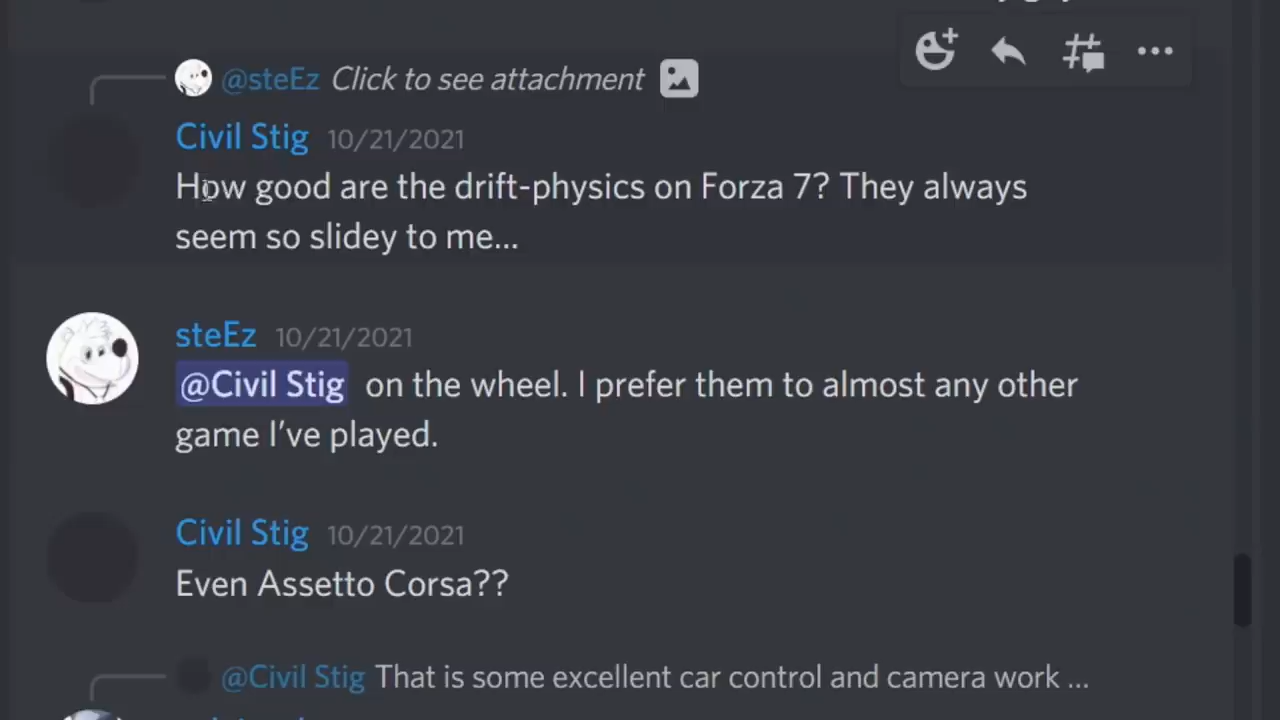 @steEz Click to see attachment
Civil Stig 10/21/2021
How good are the drift-physics on Forza 7? They always
seem so slidey to me...
steEz 10/21/2021
@Civil Stig on the wheel. I prefer them to almost any other
game I've played.
Civil Stig 10/21/2021
Even Assetto Corsa??
@Civil Stig That is some excellent car control and camera work ...